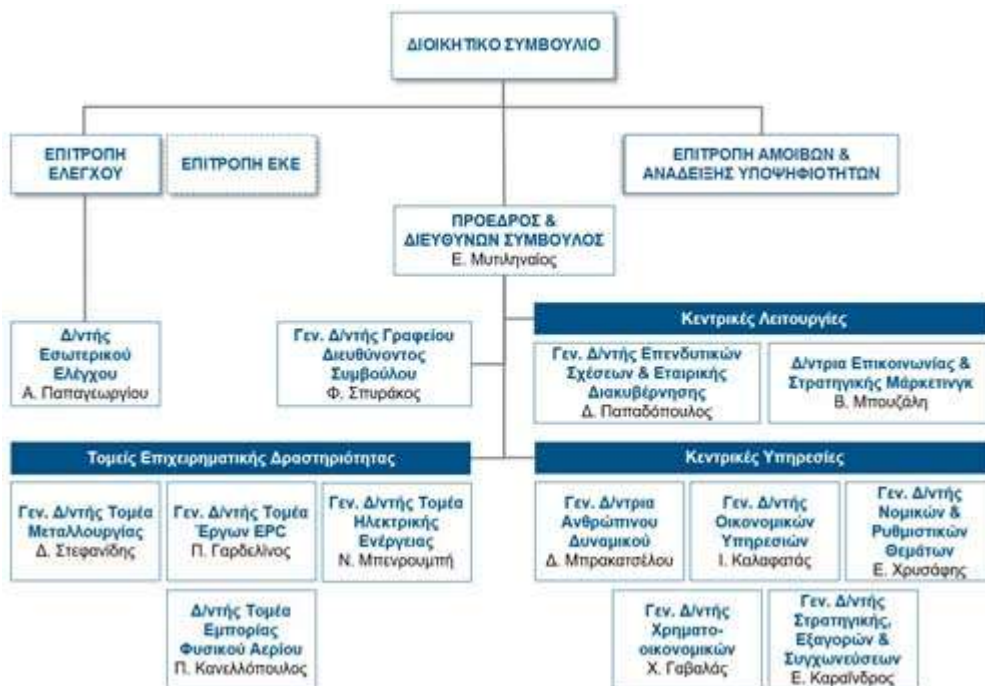 ΔΙΟΙΚΗΤΙΚΟ ΣΥΜΒΟΥΛΙΟ
ΕΠΙΤΡΟΠΗ
ΕΛΕΓΧΟΥ
ΕΠΙΤΡΟΠΗ ΕΚΕ
ΕΠΙΤΡΟΠΗ ΑΜΟΙΒΩΝ &
ΑΝΑΔΕΙΞΗΣ ΥΠΟΨΗΦΙΟΤΗΤΩΝ
ΠΡΟΕΔΡΟΣ &
ΔΙΕΥΘΥΝΩΝ ΣΥΜΒΟΥΛΟΣ
Ε. Μυτιληναίος
Δ/ντής
Εσωτερικού
Ελέγχου
Α. Παπαγεωργίου
Γεν. Δ/ντής Γραφείου
Διευθύνοντος
Συμβούλου
Φ. Σπυράκος
Κεντρικές Λειτουργίες
Γεν. Δ/ντής Επενδυτικών
Σχέσεων & Εταιρικής
Διακυβέρνησης
Δ. Παπαδόπουλος
Δ/ντρια Επικοινωνίας &
Στρατηγικής Μάρκετινγκ
Β. Μπουζάλη
Τομείς Επιχειρηματικής Δραστηριότητας
Γεν. Δ/ντής Τομέα
Μεταλλουργίας
Δ. Στεφανίδης
Γεν. Δ/ντής Τομέα
Έργων EPC
Π. Γαρδελίνος
Γεν. Δ/ντής Τομέα
Ηλεκτρικής
Ενέργειας
Ν. Μπενρουμπή
Δ/ντής Τομέα
Εμπορίας
Φυσικού Αερίου
Π. Κανελλόπουλος
Κεντρικές Υπηρεσίες
Γεν. Δ/ντρια
Ανθρώπινου
Δυναμικού
Δ. Μπρακατσέλου
Γεν. Δ/ντής
Οικονομικών
Υπηρεσιών
Ι. Καλαφατάς
Γεν. Δ/ντής
Νομικών &
Ρυθμιστικών
Θεμάτων
Ε. Χρυσάφης
Γεν. Δ/ντής
Χρηματο-
οικονομικών
Χ. Γαβαλάς
Γεν. Δ/ντής
Στρατηγικής,
Εξαγορών &
Συγχωνεύσεων
Ε. Καραΐνδρος